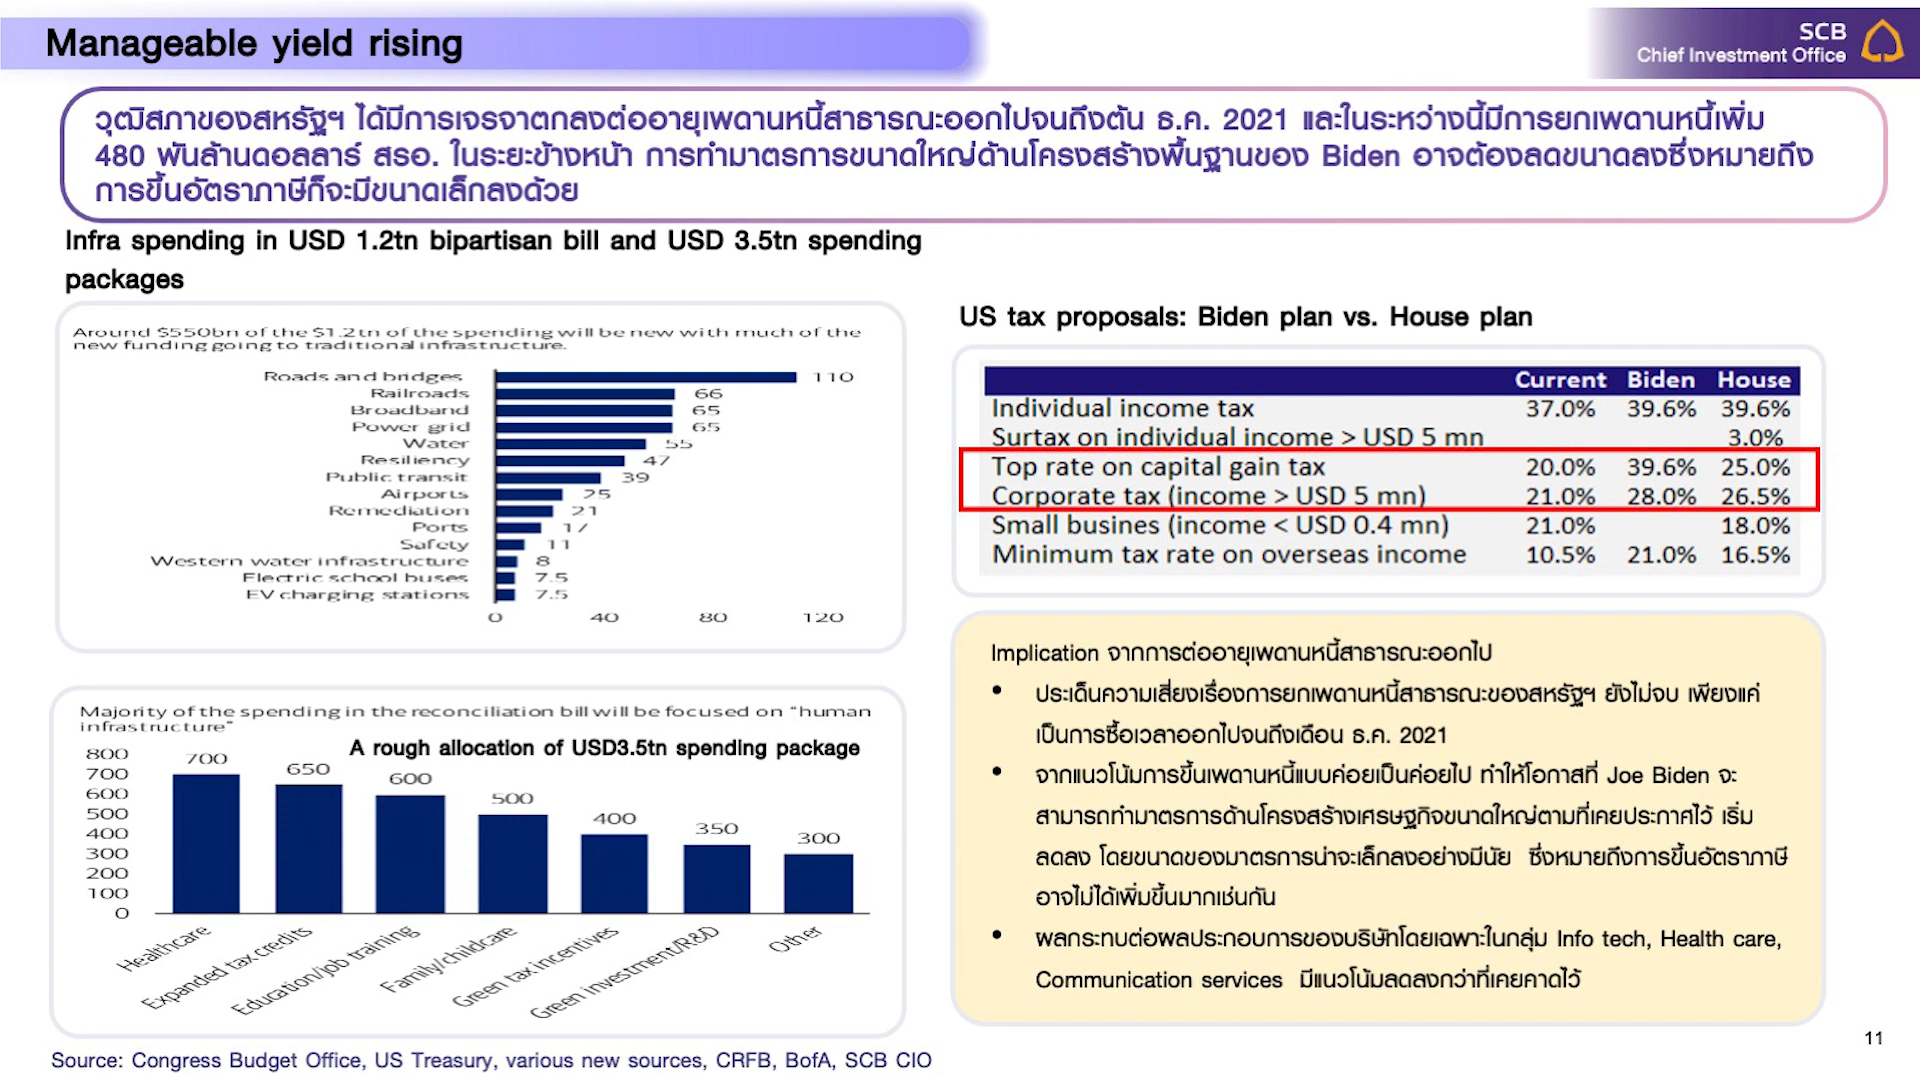 Manageable yield rising
SCB
Chief Investment Office
วุฒิสภาของสหรัฐฯ ได้มีการเจรจาตกลงต่ออายุเพดานหนี้สาธารณะออกไปจนถึงต้น ธ.ค. 2021 และในระหว่างนี้มีการยกเพดานหนี้เพิ่ม
480 พันล้านดอลลาร์ สรอ. ในระยะข้างหน้า การทำมาตรการขนาดใหญ่ด้านโครงสร้างพื้นฐานของ Biden อาจต้องลดขนาดลงซึ่งหมายถึง
การขึ้นอัตราภาษีก็จะมีขนาดเล็กลงด้วย
Infra spending in USD 1.2tn bipartisan bill and USD 3.5tn spending
packages
Around $550bn of the $1.2tn of the spending will be new with much of the
new funding going to traditional infrastructure.
Roads and bridges 110
Railroads 66
Broadband 65
Power grid 65
Water 55
Resiliency 47
Public transit 39
Airports 25
Remediation 21
Ports 17
Safety 11
Western water infrastructure 8
Electric school buses 7.5
EV charging stations 7.5
0 40 80 120
Majority of the spending in the reconciliation bill will be focused on “human
infrastructure”
A rough allocation of USD3.5tn spending package
800
700
600
500
400
300
200
100
0
700 650 600 500 400 350 300
Healthcare
Expanded tax credits
Education/job training
Family/childcare
Green tax incentives
Green investment/R&D
Other
Source: Congress Budget Office, US Treasury, various new sources, CRFB, BofA, SCB CIO
US tax proposals: Biden plan vs. House plan
Current Biden House
Individual income tax 37.0% 39.6% 39.6%
Surtax on individual income > USD 5 mn 3.0%
Top rate on capital gain tax 20.0% 39.6% 25.0%
Corporate tax (income > USD 5 mn) 21.0% 28.0% 26.5%
Small busines (income < USD 0.4 mn) 21.0% 18.0%
Minimum tax rate on overseas income 10.5% 21.0% 16.5%
Implication จากการต่ออายุเพดานหนี้สาธารณะออกไป
• ประเด็นความเสี่ยงเรื่องการยกเพดานหนี้สาธารณะของสหรัฐฯ ยังไม่จบ เพียงแค่
เป็นการซื้อเวลาออกไปจนถึงเดือน ธ.ค. 2021
• จากแนวโน้มการขึ้นเพดานหนี้แบบค่อยเป็นค่อยไป ทำให้โอกาสที่ Joe Biden จะ
สามารถทำมาตรการด้านโครงสร้างเศรษฐกิจขนาดใหญ่ตามที่เคยประกาศไว้ เริ่ม
ลดลง โดยขนาดของมาตรการน่าจะเล็กลงอย่างมีนัย ซึ่งหมายถึงการขึ้นอัตราภาษี
อาจไม่ได้เพิ่มขึ้นมากเช่นกัน
• ผลกระทบต่อผลประกอบการของบริษัทโดยเฉพาะในกลุ่ม Info tech, Health care,
Communication services มีแนวโน้มลดลงกว่าที่เคยคาดไว้
11